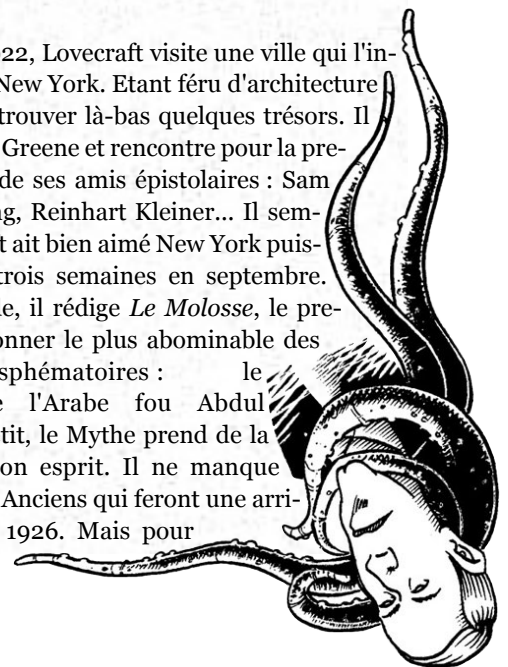 022, Lovecraft visite une ville qui l'in-
New York. Etant féru d'architecture
trouver là-bas quelques trésors. Il
Greene et rencontre pour la pre-
de ses amis épistolaires : Sam
ng, Reinhart Kleiner... Il sem-
t ait bien aimé New York puis-
trois semaines en septembre.
le, il rédige Le Molosse, le pre-
onner le plus abominable des
sphématoires : le
e l'Arabe fou Abdul
tit, le Mythe prend de la
on esprit. Il ne manque
Anciens qui feront une arri-
1926. Mais pour